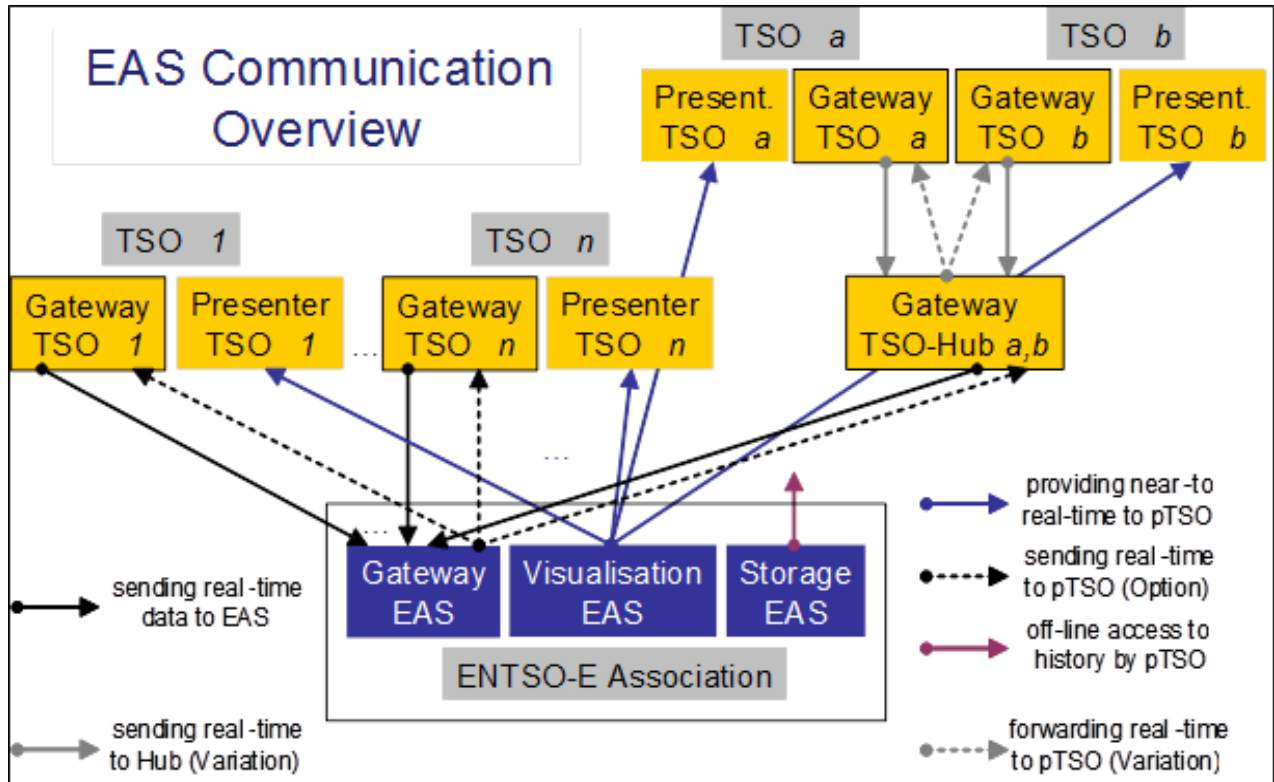 EAS Communication
Overview
TSO a
TSO b
Present.
TSO a
Gateway
TSO a
Gateway
TSO b
Present.
TSO b
TSO 1
TSO n
Gateway
TSO 1
Presenter
TSO 1
...
Gateway
TSO n
Presenter
TSO n
Gateway
TSO-Hub a,b
...
...
Gateway
EAS
Visualisation
EAS
Storage
EAS
ENTSO-E Association
sending real-time
data to EAS
sending real-time
to Hub (Variation)
providing near-to
real-time to pTSO
sending real-time
to pTSO (Option)
off-line access to
history by pTSO
forwarding real-time
to pTSO (Variation)